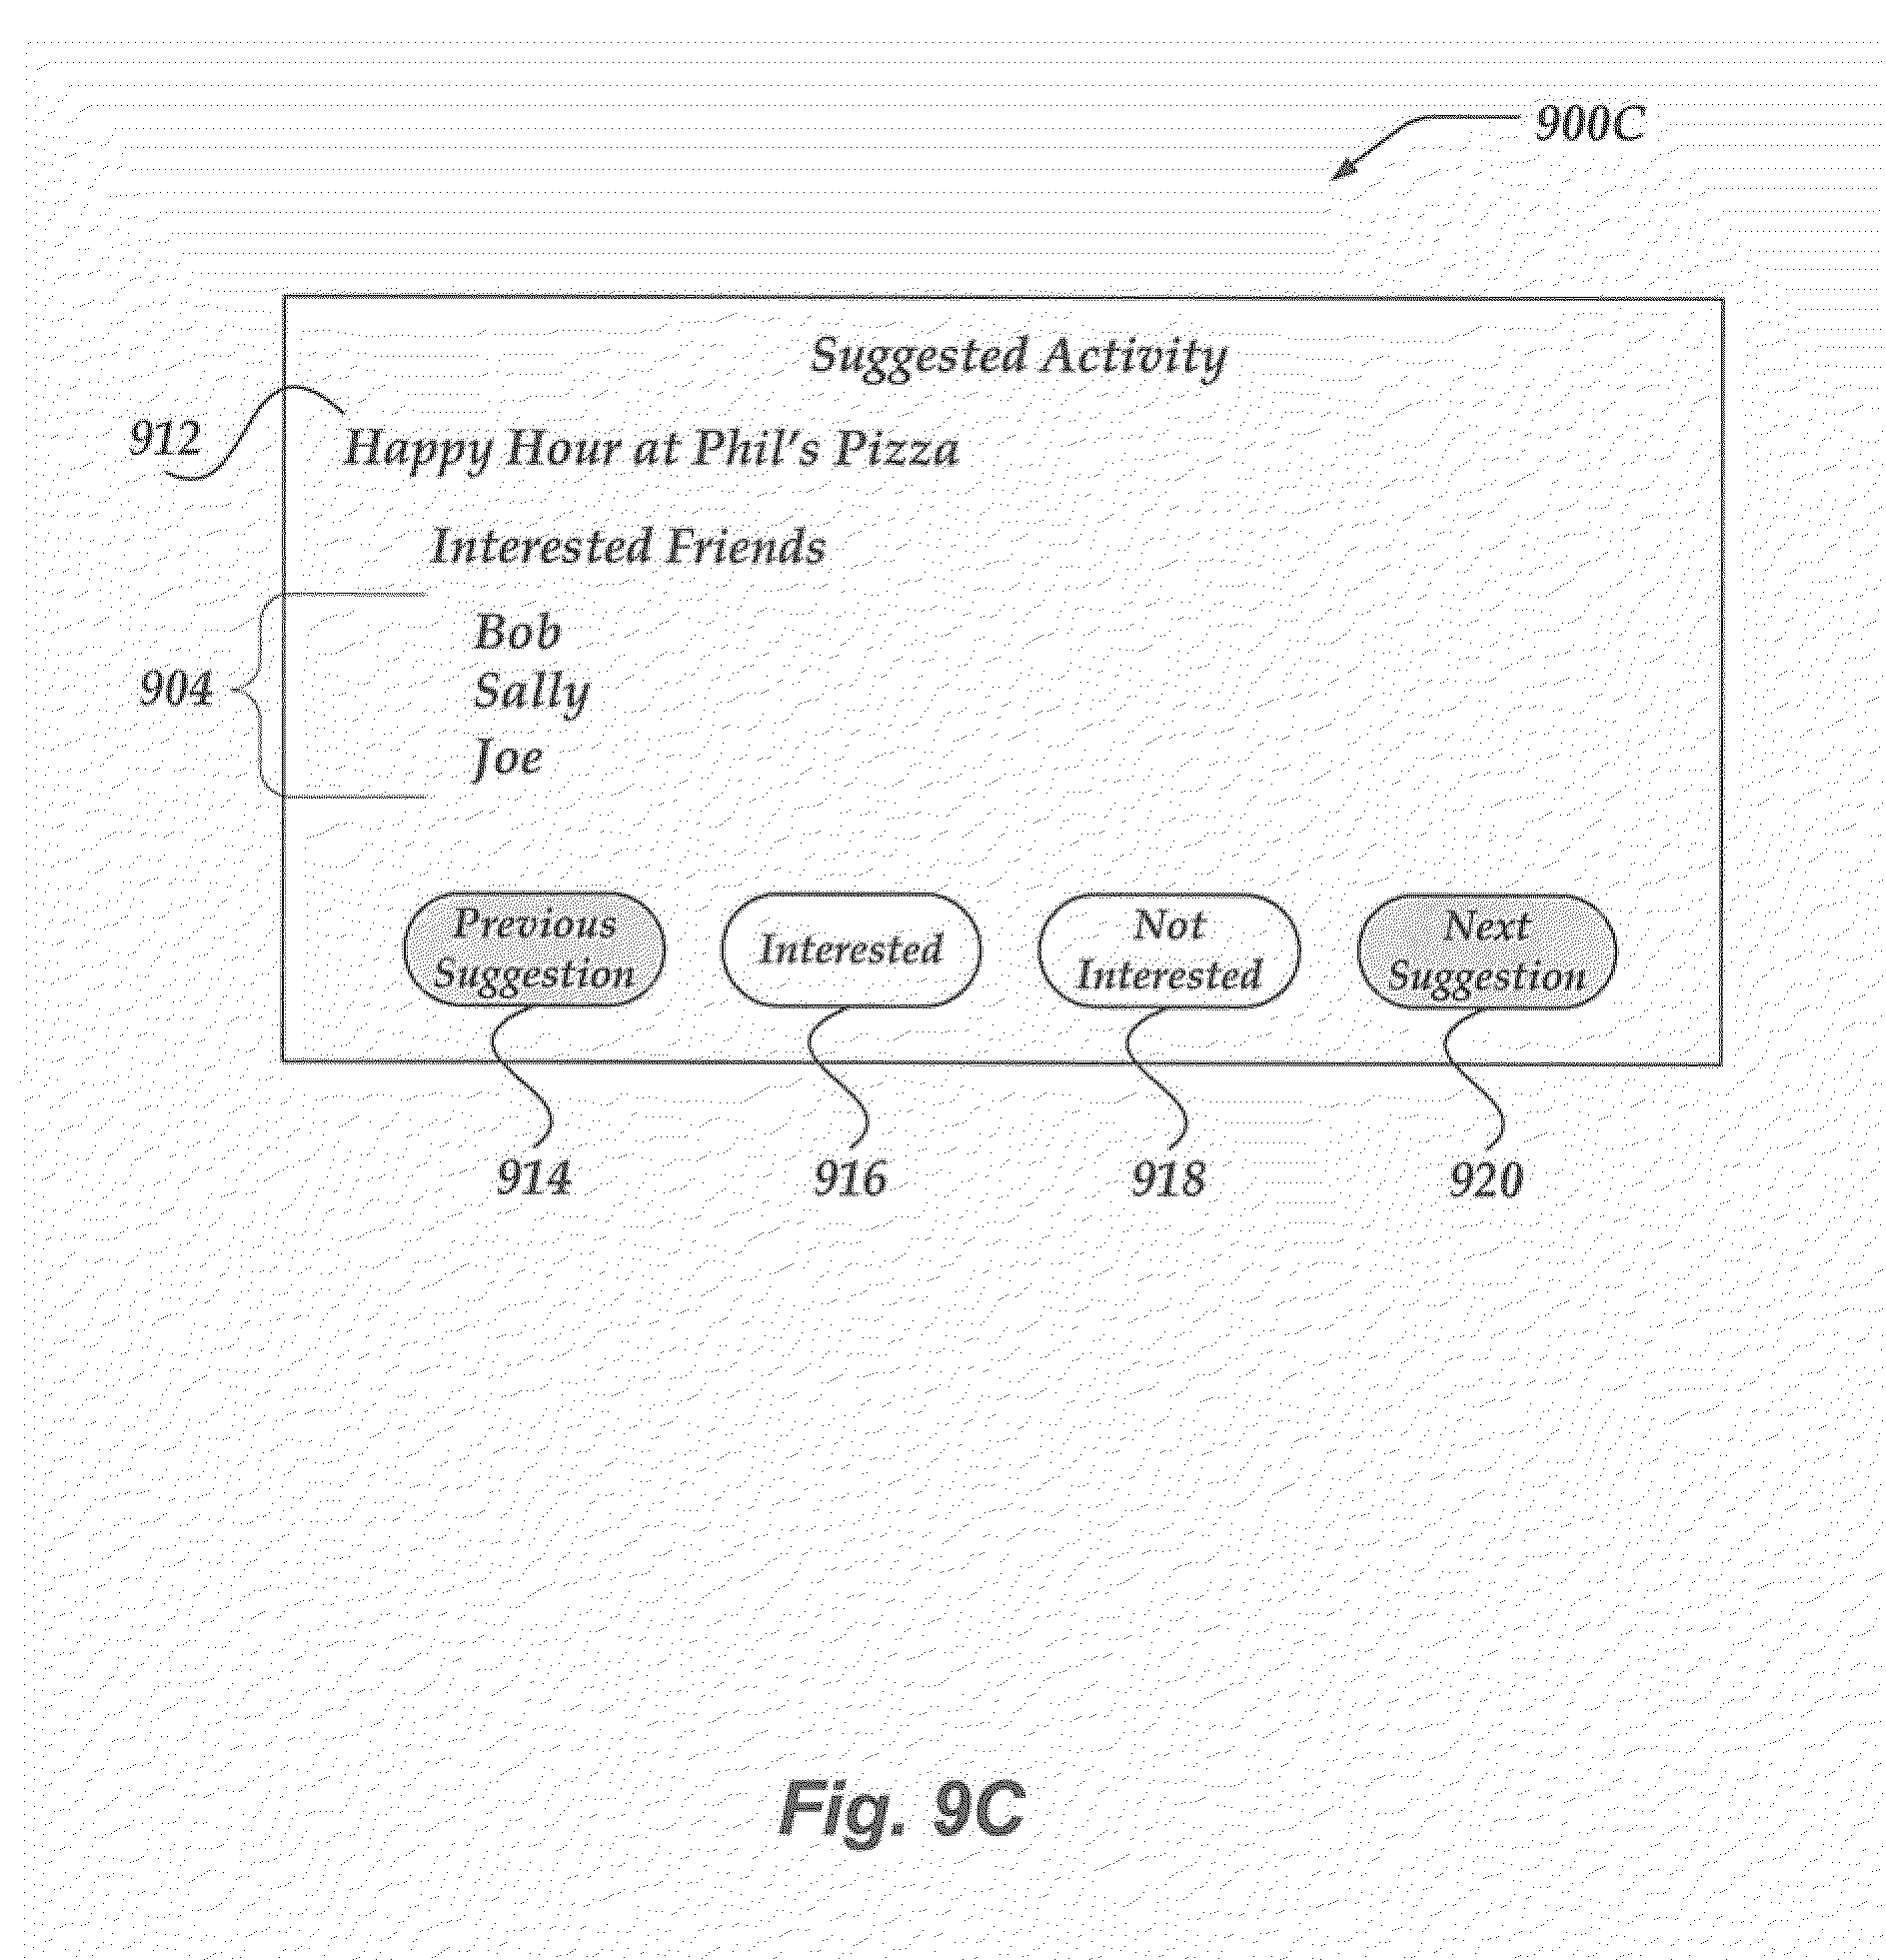 900C
Suggested Activity
912
Happy Hour at Phil's Pizza
Interested Friends
Bob
904
Sally
Joe
Previous
Suggestion
Interested
Not
Interested
Next
Suggestion
914
916
918
920
Fig. 9C